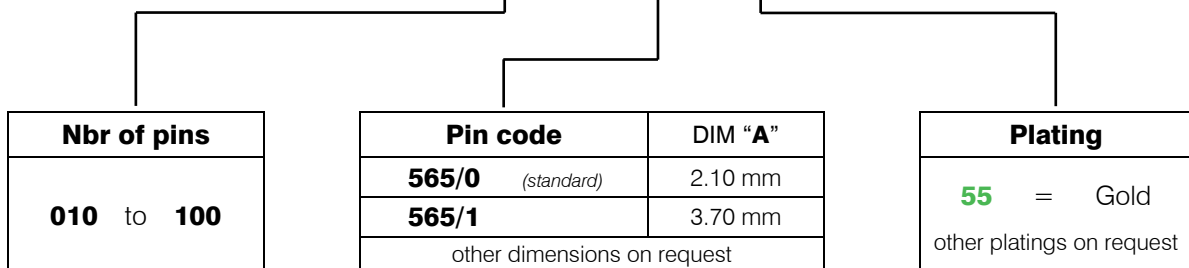 Nbr of pins
010 to 100
Pin code DIM “A”
565/0 (standard) 2.10 mm
565/1 3.70 mm
other dimensions on request
Plating
55 = Gold
other platings on request